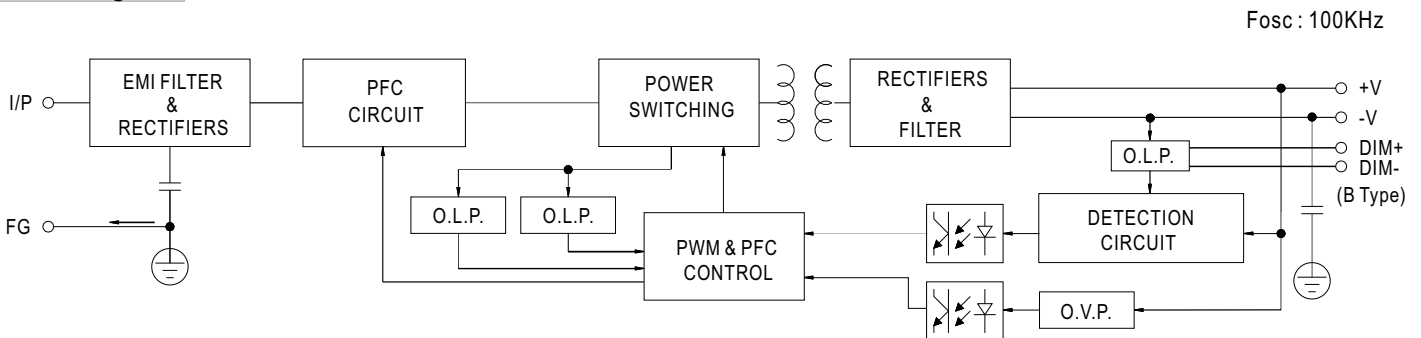 Fosc : 100KHz
I/P
EMI FILTER
&
RECTIFIERS
PFC
CIRCUIT
POWER
SWITCHING
RECTIFIERS
&
FILTER
+V
-V
DIM+
DIM-
(B Type)
O.L.P.
FG
O.L.P.
O.L.P.
PWM & PFC
CONTROL
DETECTION
CIRCUIT
O.V.P.